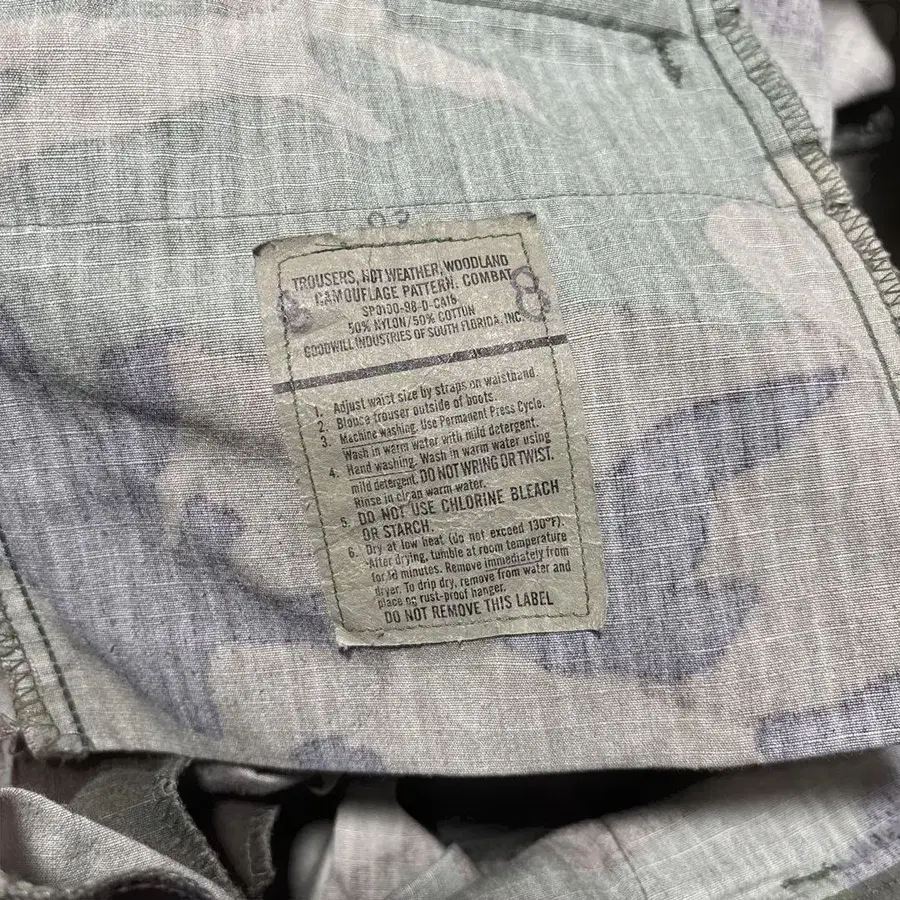 03
TROUSERS, HOT WEATHER, WOODLAND
CAMOUFLAGE PATTERN, COMBAT
8
SP0100-98-D-CA16
50% NYLON/50% COTTON
GOODWILL INDUSTRIES OF SOUTH FLORIDA, INC.
1. Adjust waist size by straps on waistband.
2. Blouse trouser outside of boots.
3. Machine washing. Use Permanent Press Cycle.
Wash in warm water with mild detergent.
4. Hand washing. Wash in warm water using
mild detergent. DO NOT WRING OR TWIST.
Rinse in clean warm water.
5. DO NOT USE CHLORINE BLEACH
OR STARCH.
6. Dry at low heat (do not exceed 130°F).
After drying, tumble at room temperature
for 10 minutes. Remove immediately from
dryer. To drip dry, remove from water and
place on rust-proof hanger.
DO NOT REMOVE THIS LABEL